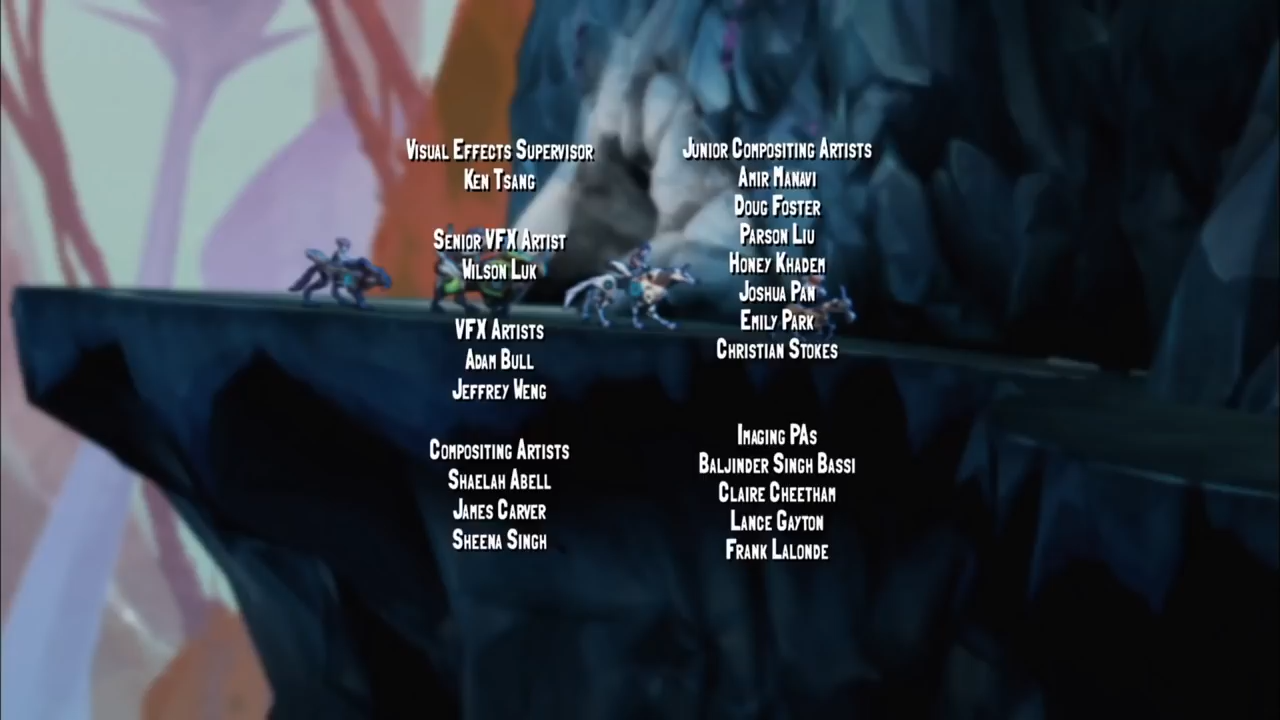 Visual Effects Supervisor
Ken Tsang
Senior VFX Artist
Wilson Luk
VFX Artists
Adam Bull
Jeffrey Weng
Compositing Artists
Shaelah Abell
James Carver
Sheena Singh
Junior Compositing Artists
Amir Manavi
Doug Foster
Parson Liu
Honey Khadem
Joshua Pan
Emily Park
Christian Stokes
Imaging PAs
Baljinder Singh Bassi
Claire Cheetham
Lance Gayton
Frank Lalonde